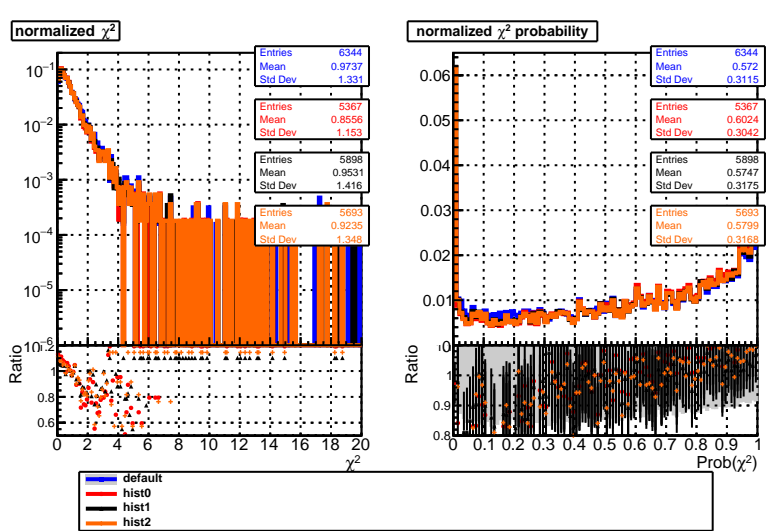 normalized χ²
normalized χ² probability
Entries 6344
Mean 0.9737
Std Dev 1.331
Entries 5367
Mean 0.8556
Std Dev 1.153
Entries 5898
Mean 0.9531
Std Dev 1.416
Entries 5693
Mean 0.9235
Std Dev 1.348
10⁻¹
10⁻²
10⁻³
10⁻⁴
10⁻⁵
Ratio
1
0.8
0.6
0 2 4 6 8 10 12 14 16 18 20
χ²
Entries 6344
Mean 0.572
Std Dev 0.3115
Entries 5367
Mean 0.6024
Std Dev 0.3042
Entries 5898
Mean 0.5747
Std Dev 0.3175
Entries 5693
Mean 0.5799
Std Dev 0.3168
0.06
0.05
0.04
0.03
0.02
0.01
Ratio
1
0.9
0.8
0 0.1 0.2 0.3 0.4 0.5 0.6 0.7 0.8 0.9 1
Prob(χ²)
default
hist0
hist1
hist2